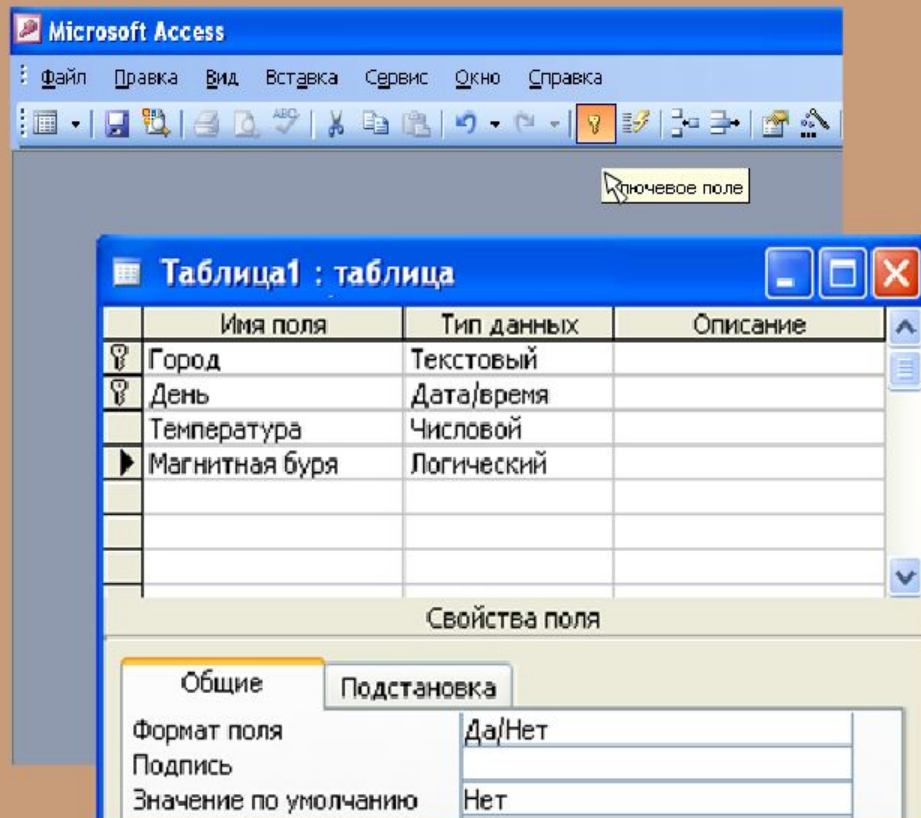 Microsoft Access
Файл Правка Вид Вставка Сервис Окно Справка
ABC
Ключевое поле
Таблица1 : таблица
Имя поля Тип данных Описание
Город Текстовый
День Дата/время
Температура Числовой
Магнитная буря Логический
Свойства поля
Общие Подстановка
Формат поля Да/Нет
Подпись
Значение по умолчанию Нет